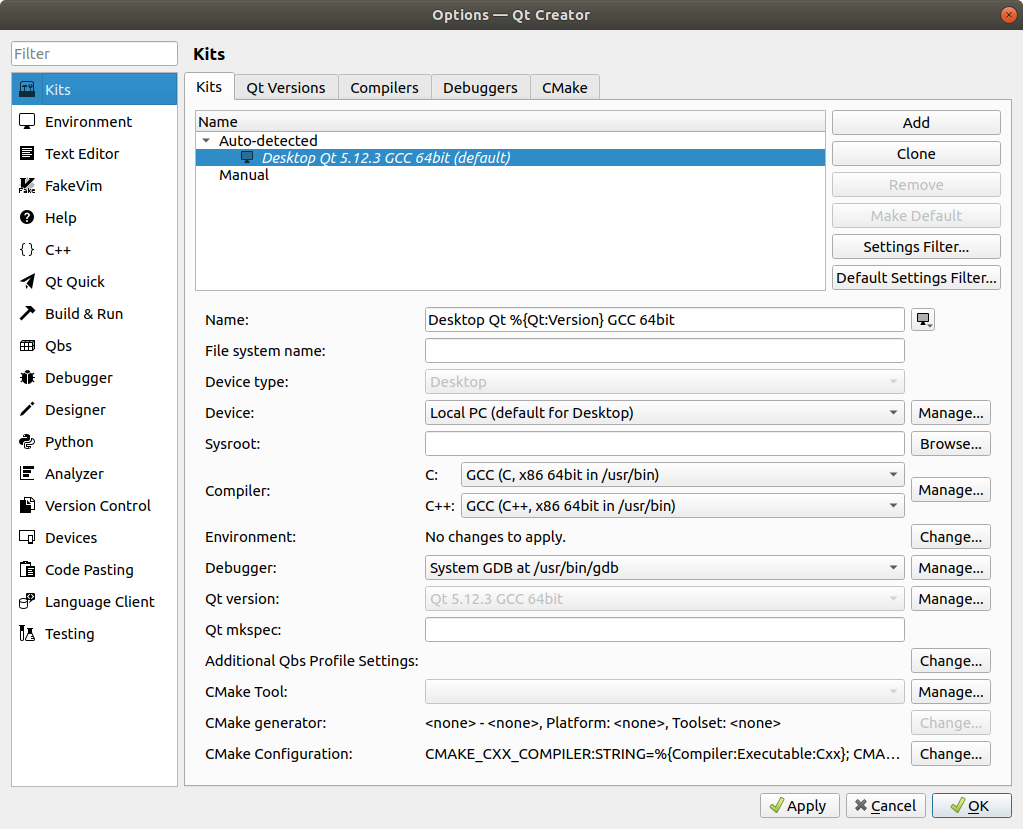 Options — Qt Creator
Filter
Kits
Environment
Text Editor
FakeVim
Help
C++
Qt Quick
Build & Run
Qbs
Debugger
Designer
Python
Analyzer
Version Control
Devices
Code Pasting
Language Client
Testing
Kits
Kits Qt Versions Compilers Debuggers CMake
Name
Auto-detected
Desktop Qt 5.12.3 GCC 64bit (default)
Manual
Add
Clone
Remove
Make Default
Settings Filter...
Default Settings Filter...
Name: Desktop Qt %{Qt:Version} GCC 64bit
File system name:
Device type: Desktop
Device: Local PC (default for Desktop) Manage...
Sysroot: Browse...
Compiler: C: GCC (C, x86 64bit in /usr/bin) Manage...
C++: GCC (C++, x86 64bit in /usr/bin)
Environment: No changes to apply. Change...
Debugger: System GDB at /usr/bin/gdb Manage...
Qt version: Qt 5.12.3 GCC 64bit Manage...
Qt mkspec:
Additional Qbs Profile Settings: Change...
CMake Tool: Manage...
CMake generator: <none> - <none>, Platform: <none>, Toolset: <none> Change...
CMake Configuration: CMAKE_CXX_COMPILER:STRING=%{Compiler:Executable:Cxx}; CMA... Change...
Apply Cancel OK